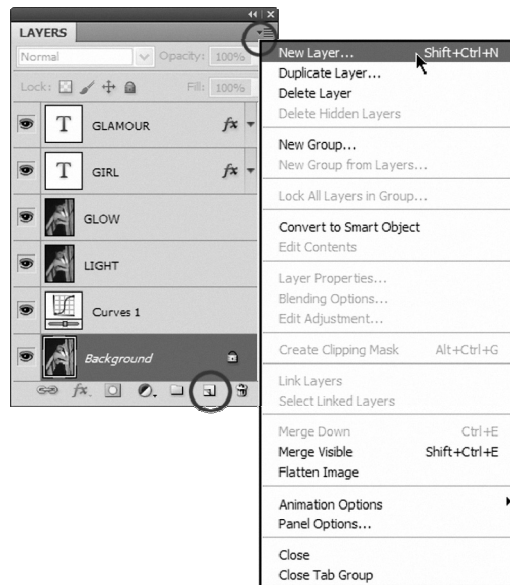 LAYERS
Normal Opacity: 100%
Lock: Fill: 100%
T GLAMOUR fx
T GIRL fx
GLOW
LIGHT
Curves 1
Background
fx.
New Layer... Shift+Ctrl+N
Duplicate Layer...
Delete Layer
Delete Hidden Layers
New Group...
New Group from Layers...
Lock All Layers in Group...
Convert to Smart Object
Edit Contents
Layer Properties...
Blending Options...
Edit Adjustment...
Create Clipping Mask Alt+Ctrl+G
Link Layers
Select Linked Layers
Merge Down Ctrl+E
Merge Visible Shift+Ctrl+E
Flatten Image
Animation Options
Panel Options...
Close
Close Tab Group